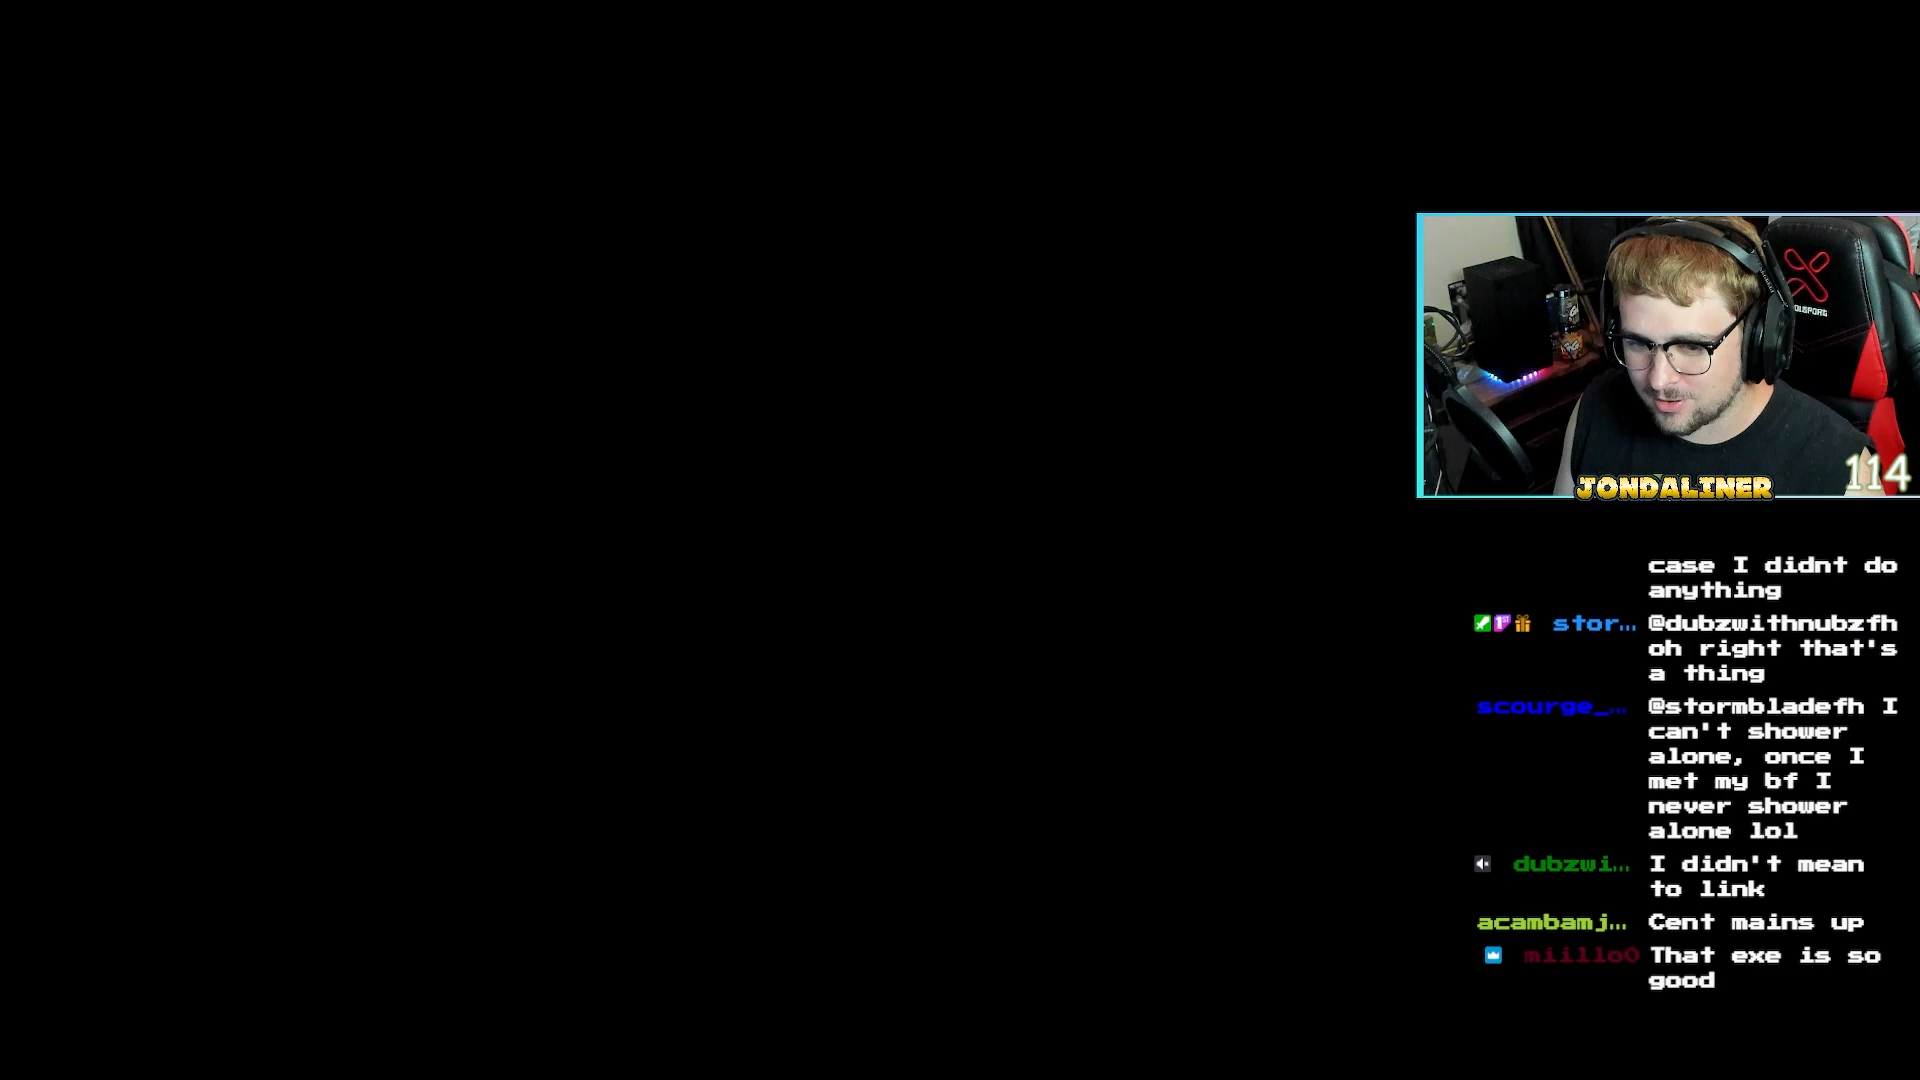 JONDALINER
114
case I didnt do
anything
stor... @dubzwithnubzfh
oh right that's
a thing
scourge_... @stormbladefh I
can't shower
alone, once I
met my bf I
never shower
alone lol
dubzwi... I didn't mean
to link
acambamj... Cent mains up
miillo0 That exe is so
good